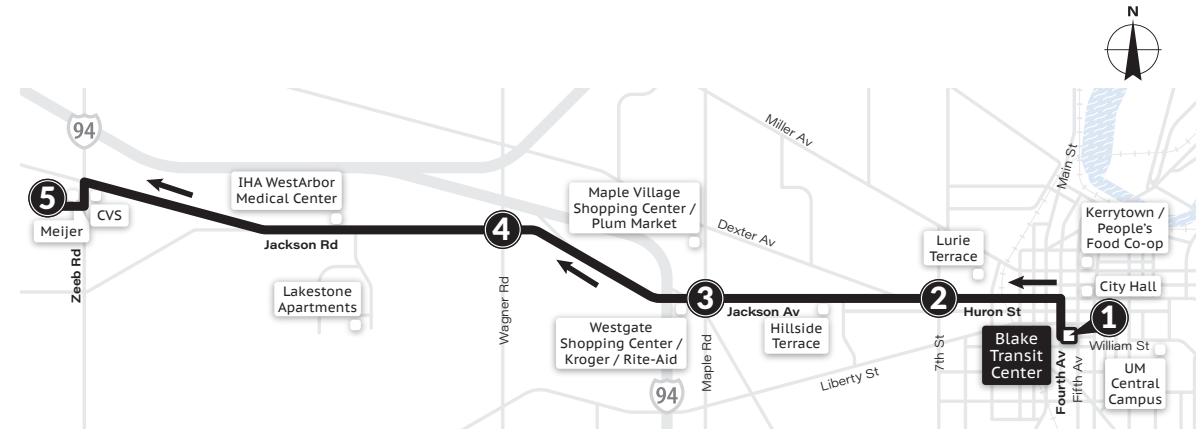 N
94
Miller Av
Main St
IHA WestArbor
Medical Center
Maple Village
Shopping Center /
Plum Market
Kerrytown /
People's
Food Co-op
5
CVS
Meijer
4
Dexter Av
Lurie
Terrace
Jackson Rd
Zeeb Rd
Lakestone
Apartments
Wagner Rd
City Hall
3
Jackson Av
2
Huron St
1
Westgate
Shopping Center /
Kroger / Rite-Aid
Hillside
Terrace
Maple Rd
7th St
Blake
Transit
Center
William St
Fourth Av
Fifth Av
UM
Central
Campus
Liberty St
94